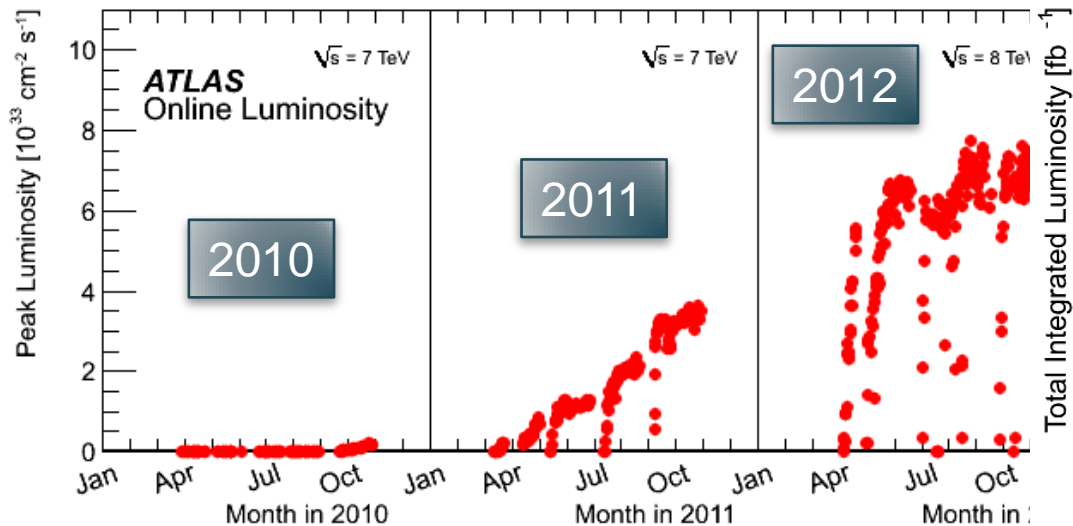 Peak Luminosity [10³³ cm⁻² s⁻¹]
10
8
6
4
2
0
ATLAS
Online Luminosity
√s = 7 TeV
√s = 7 TeV
√s = 8 TeV
2010
2011
2012
Jan Apr Jul Oct Jan Apr Jul Oct Jan Apr Jul Oct
Month in 2010
Month in 2011
Month in
Total Integrated Luminosity [fb⁻¹]